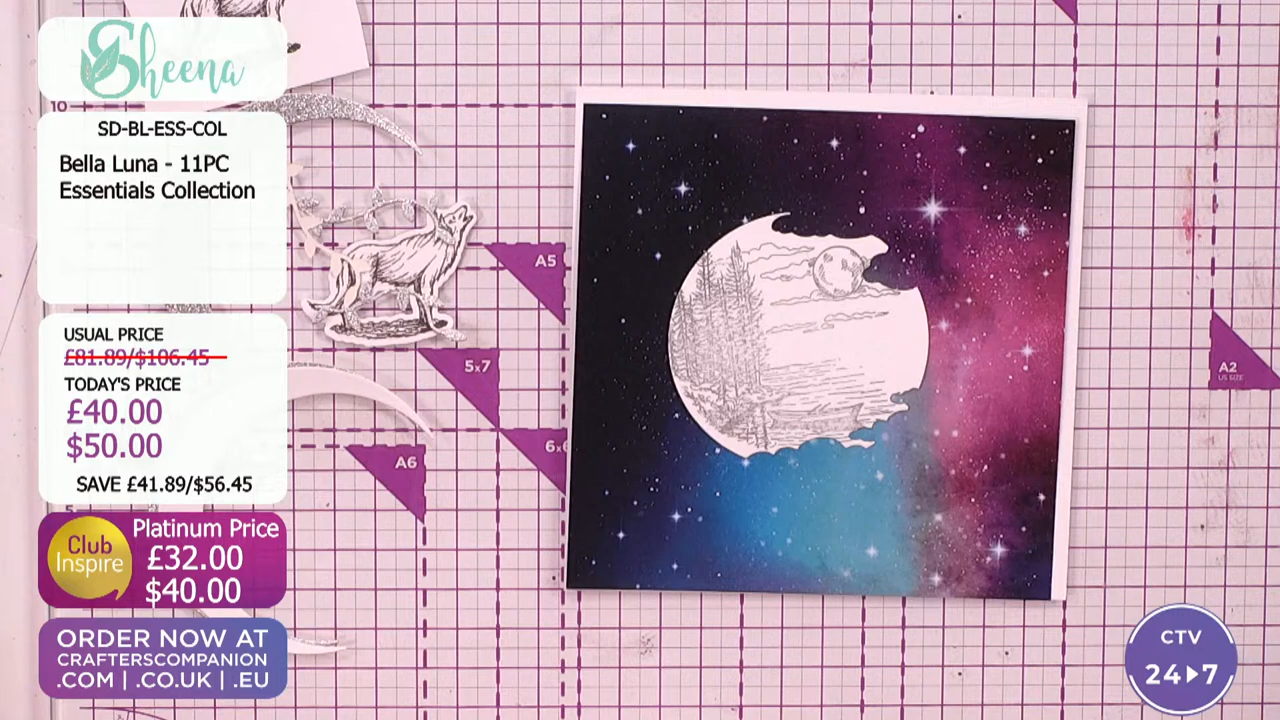 Sheena
SD-BL-ESS-COL
Bella Luna - 11PC
Essentials Collection
USUAL PRICE
£81.89/$106.45
TODAY'S PRICE
£40.00
$50.00
SAVE £41.89/$56.45
Club
Inspire
Platinum Price
£32.00
$40.00
ORDER NOW AT
CRAFTERSCOMPANION
.COM | .CO.UK | .EU
10
A5
5x7
6x6
A6
A2
US SIZE
CTV
24▶7